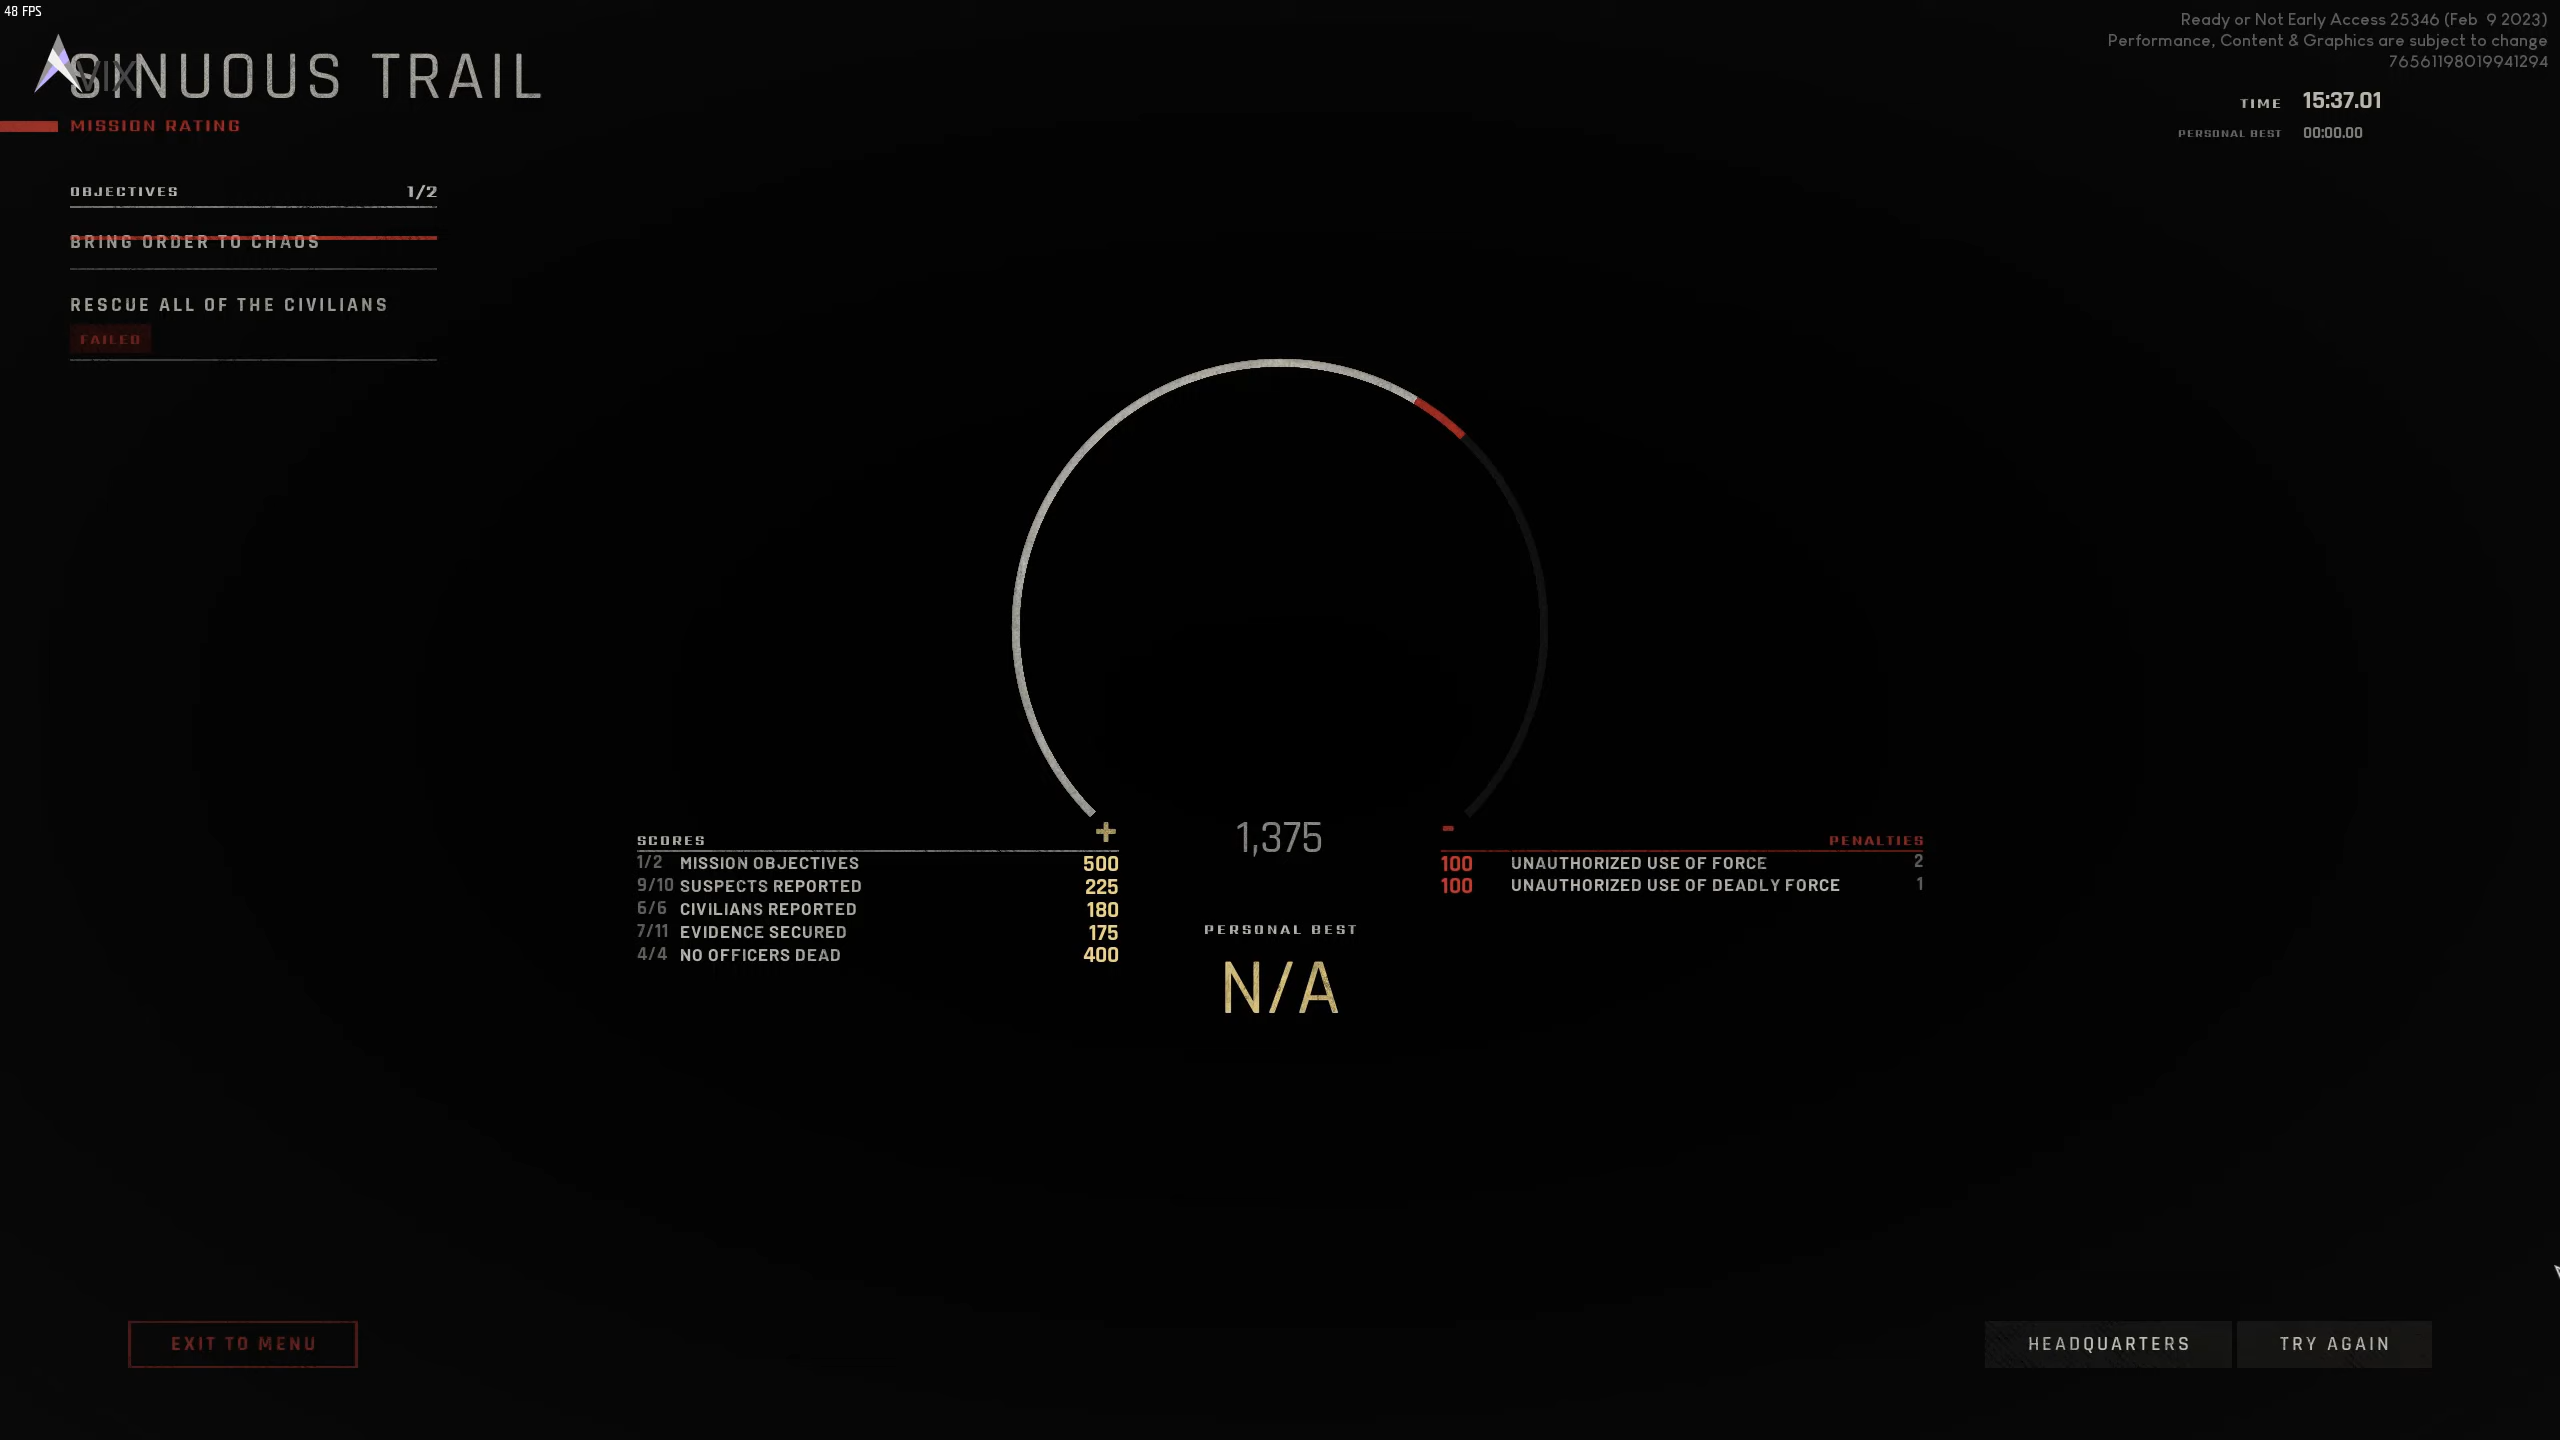 48 FPS
Ready or Not Early Access 25346 (Feb 9 2023)
Performance, Content & Graphics are subject to change
76561198019941294
SINUOUS TRAIL
MISSION RATING
TIME 15:37.01
PERSONAL BEST 00:00.00
OBJECTIVES 1/2
BRING ORDER TO CHAOS
RESCUE ALL OF THE CIVILIANS
FAILED
SCORES +
1/2 MISSION OBJECTIVES 500
9/10 SUSPECTS REPORTED 225
6/6 CIVILIANS REPORTED 180
7/11 EVIDENCE SECURED 175
4/4 NO OFFICERS DEAD 400
1,375
PERSONAL BEST
N/A
- PENALTIES
100 UNAUTHORIZED USE OF FORCE 2
100 UNAUTHORIZED USE OF DEADLY FORCE 1
EXIT TO MENU
HEADQUARTERS
TRY AGAIN